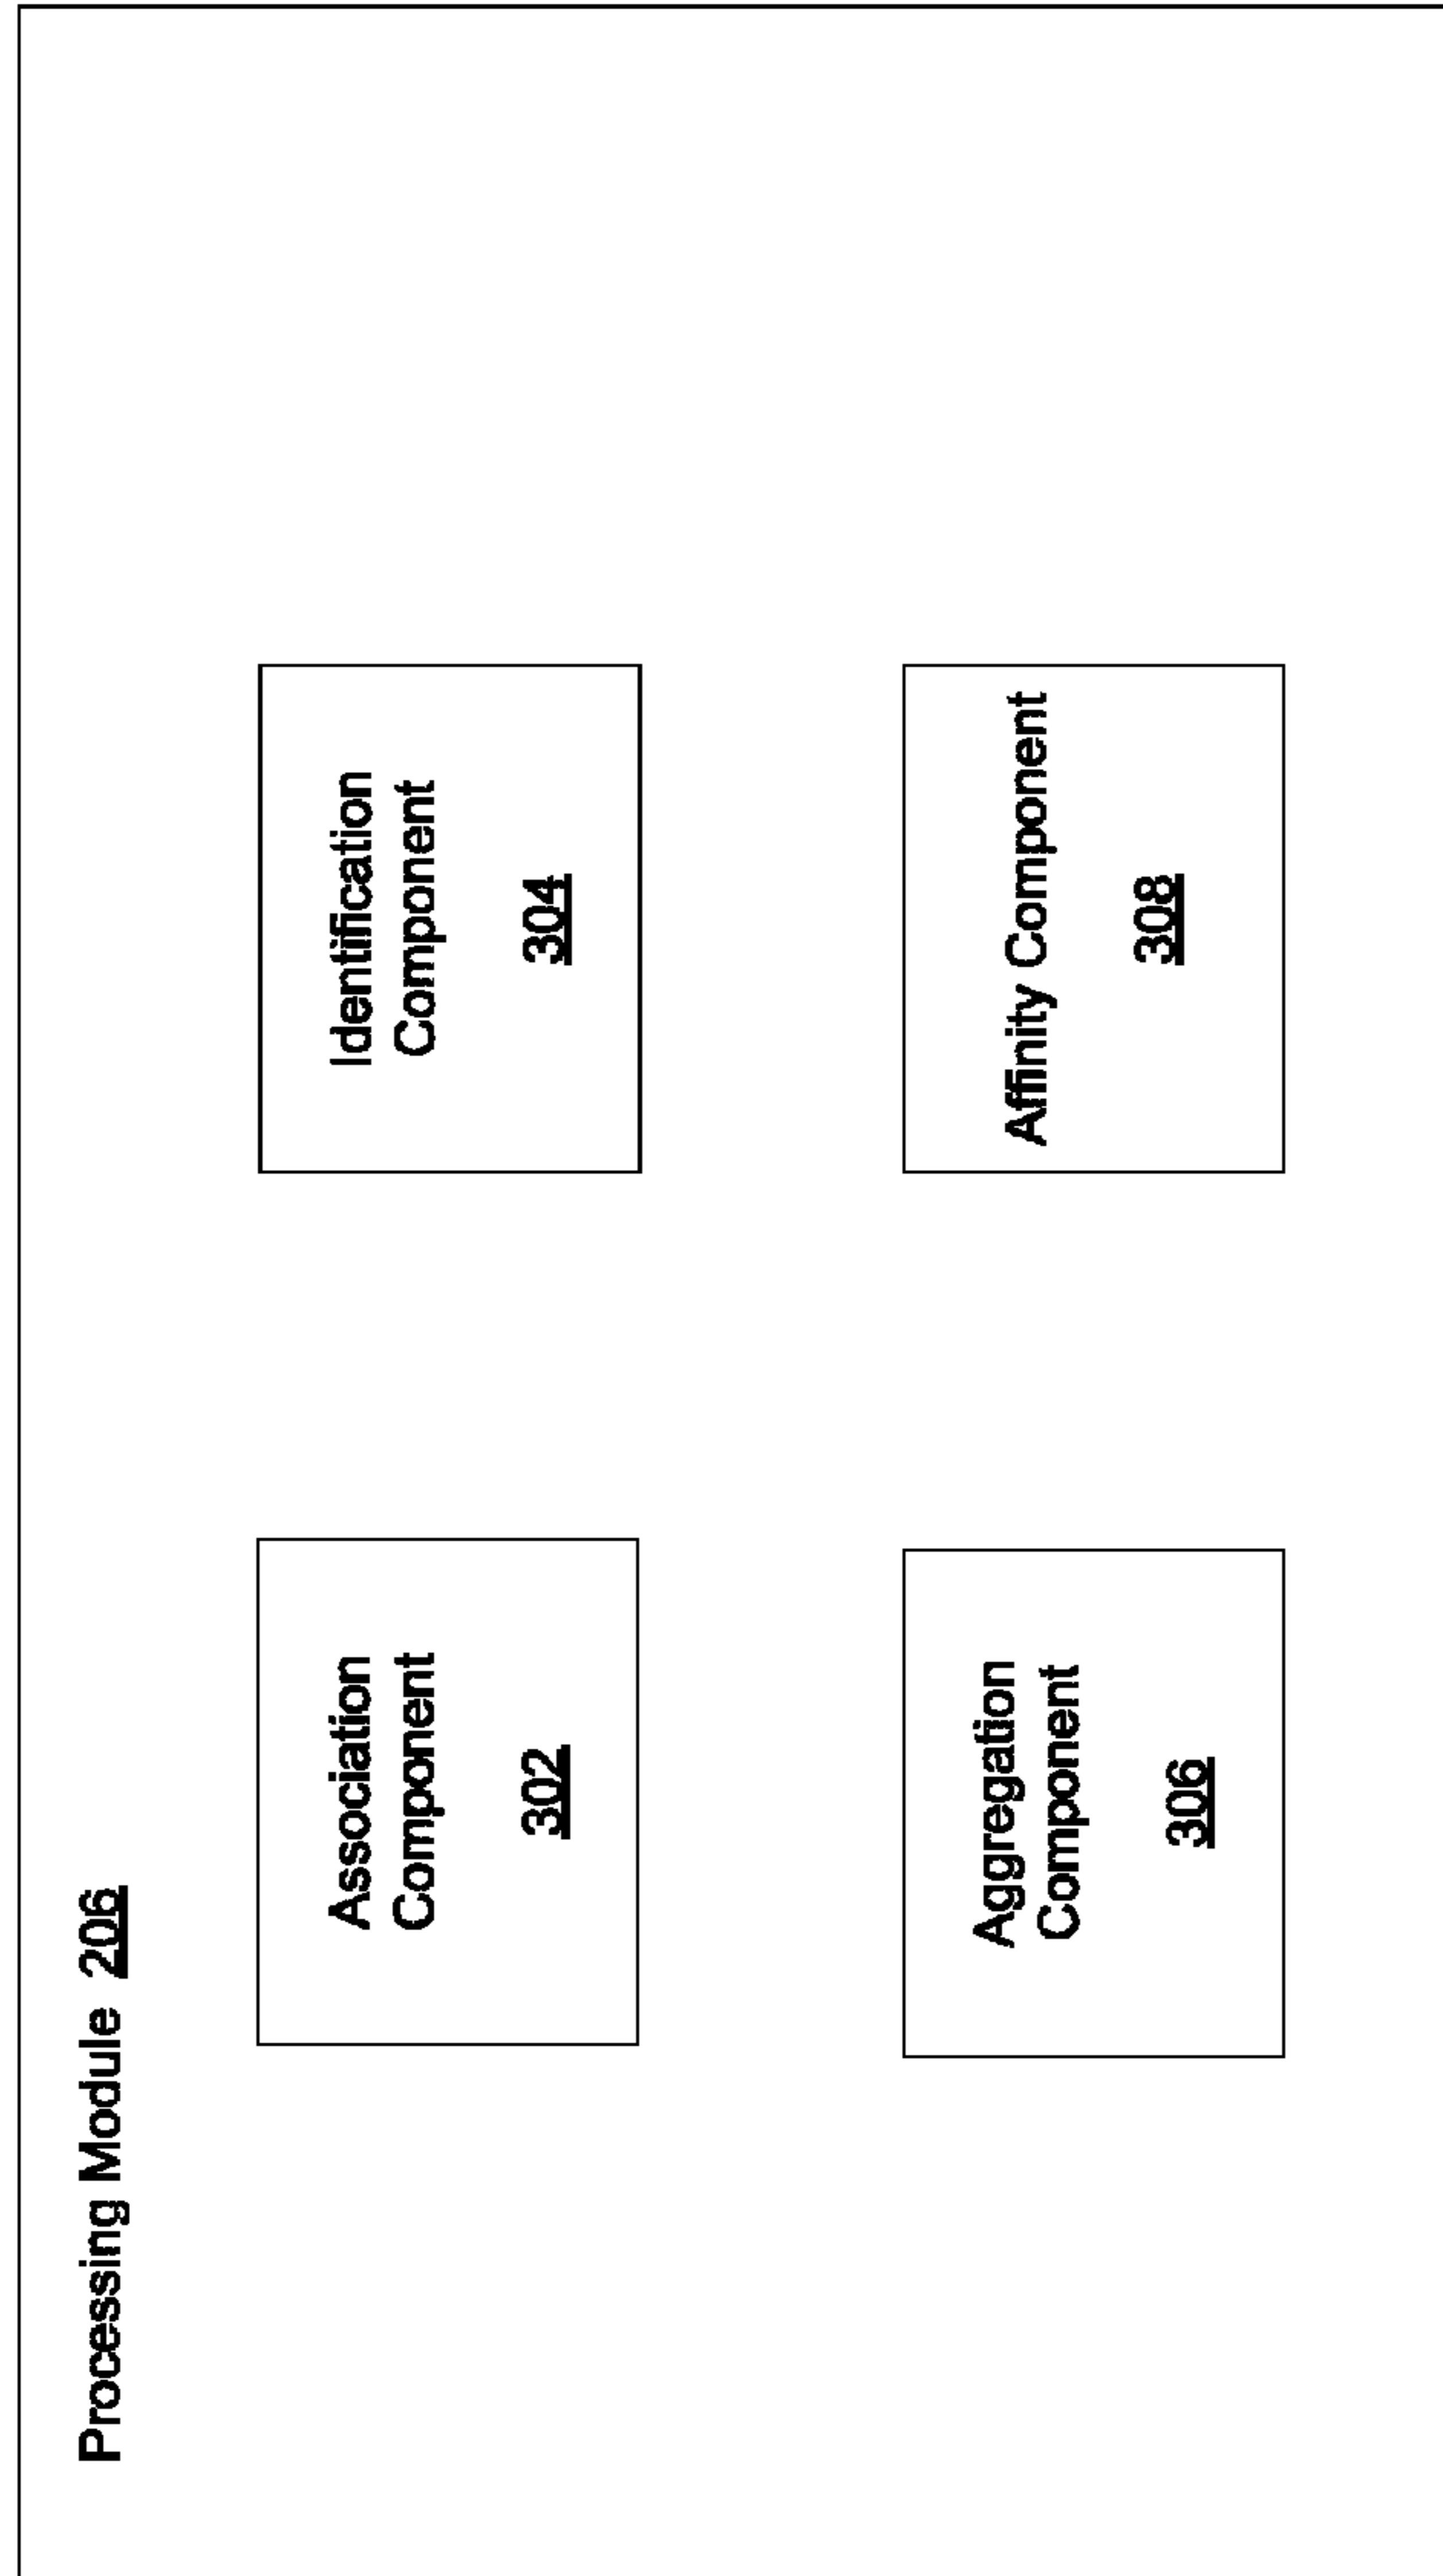 Processing Module 206
Association
Component
302
Identification
Component
304
Aggregation
Component
306
Affinity Component
308